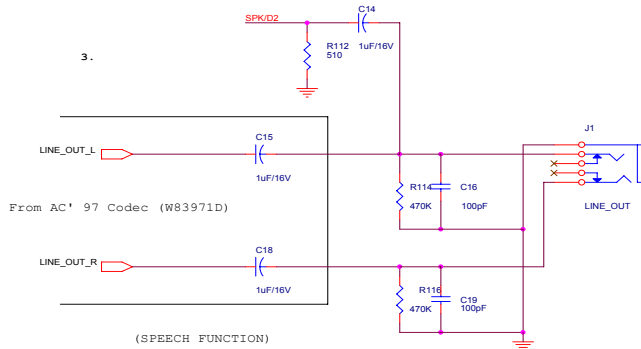 C14
SPK/D2
R112
510
1uF/16V
3.
J1
C15
LINE_OUT_L
1uF/16V
R114
470K
C16
100pF
LINE_OUT
From AC' 97 Codec (W83971D)
C18
LINE_OUT_R
1uF/16V
R116
470K
C19
100pF
(SPEECH FUNCTION)